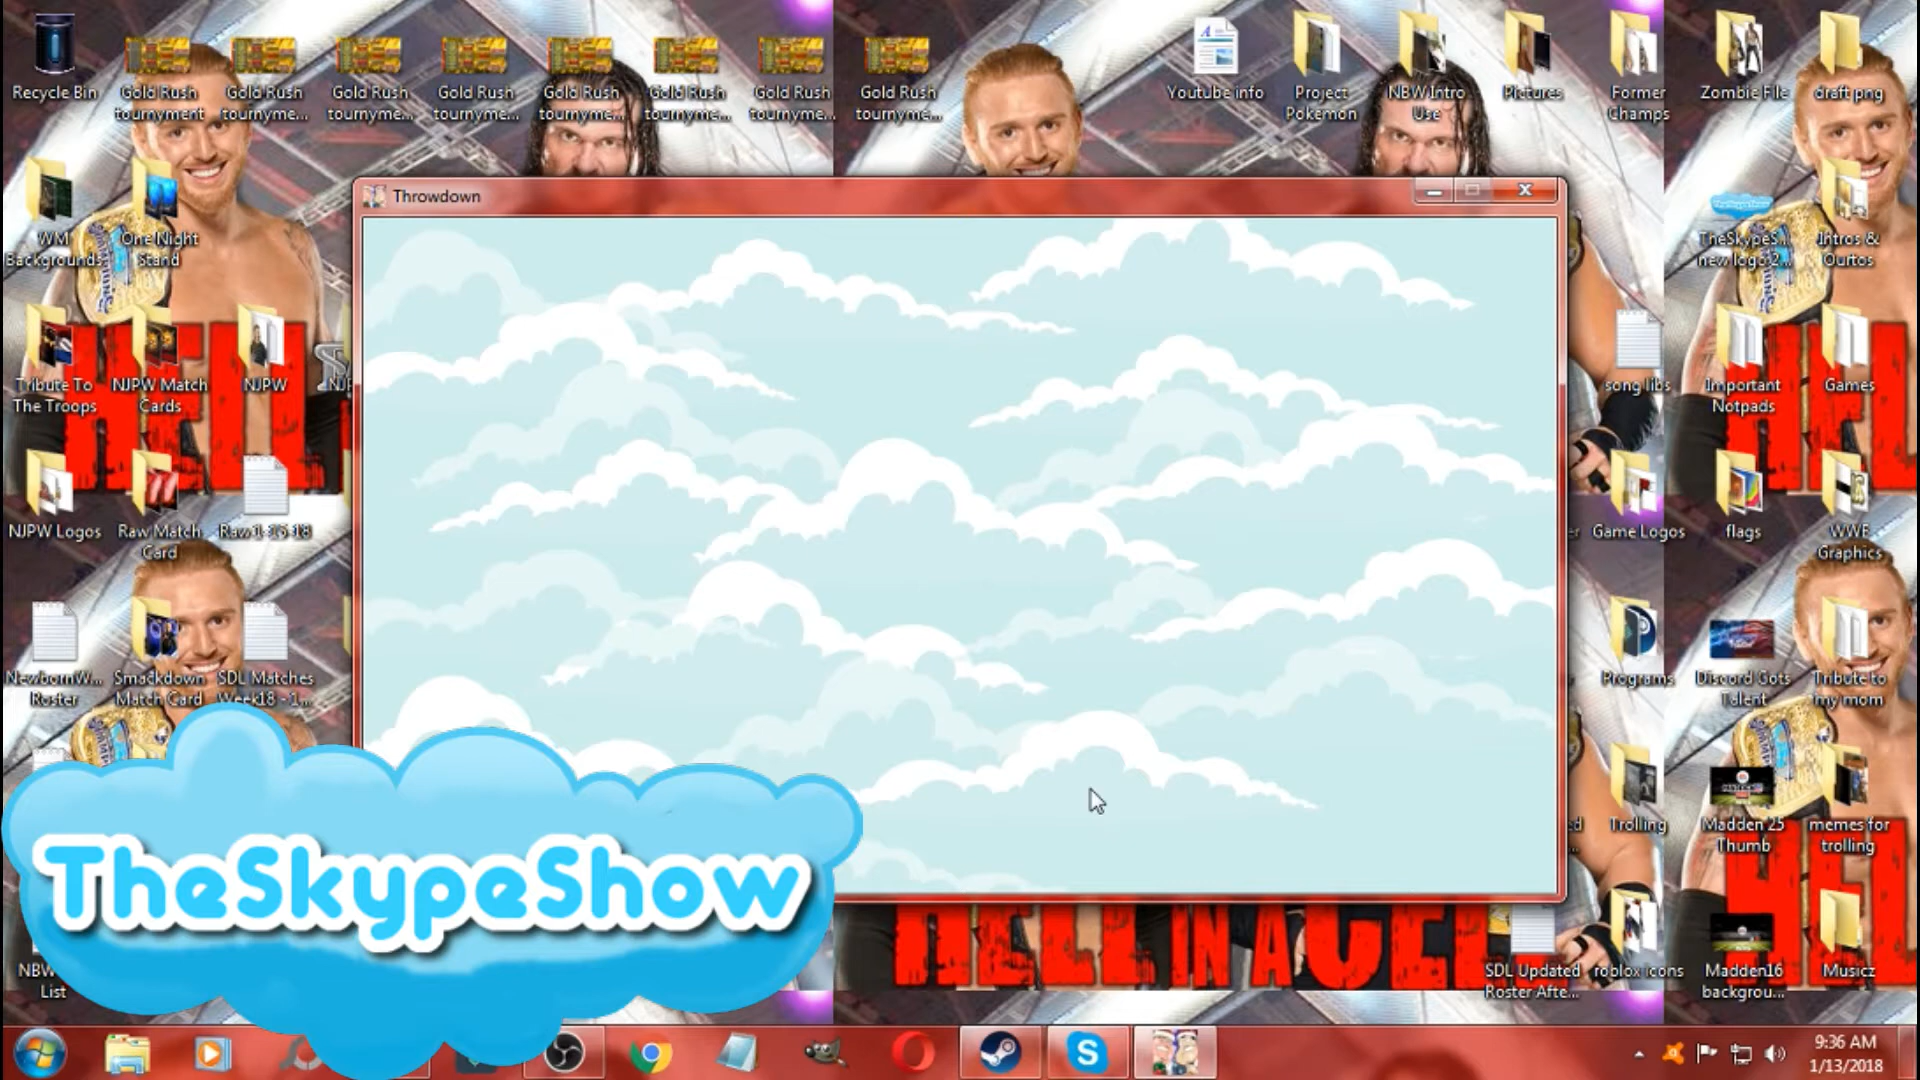 Recycle Bin
Gold Rush
tournyment
Gold Rush
tournyme...
Gold Rush
tournyme...
Gold Rush
tournyme...
Gold Rush
tournyme...
Gold Rush
tournyme...
Gold Rush
tournyme...
Gold Rush
tournyme...
Youtube info
Project
Pokemon
NBW Intro
Use
Pictures
Former
Champs
Zombie File
draft png
Throwdown
WM
Backgrounds
One Night
Stand
TheSkypeS...
new logo 2...
Intros &
Ourtos
Tribute To
The Troops
NJPW Match
Cards
NJPW
song libs
Important
Notpads
Games
HELL
NJPW Logos
Raw Match
Card
Raw 1-15-18
Game Logos
flags
WWE
Graphics
NewbornW...
Roster
Smackdown
Match Card
SDL Matches
Week18 - 1...
Programs
Discord Gots
Talent
Tribute to
my mom
Trolling
Madden 25
Thumb
memes for
trolling
TheSkypeShow
HELL IN A CELL
NBW
List
SDL Updated
Roster Afte...
roblox icons
Madden16
backgrou...
Musicz
9:36 AM
1/13/2018